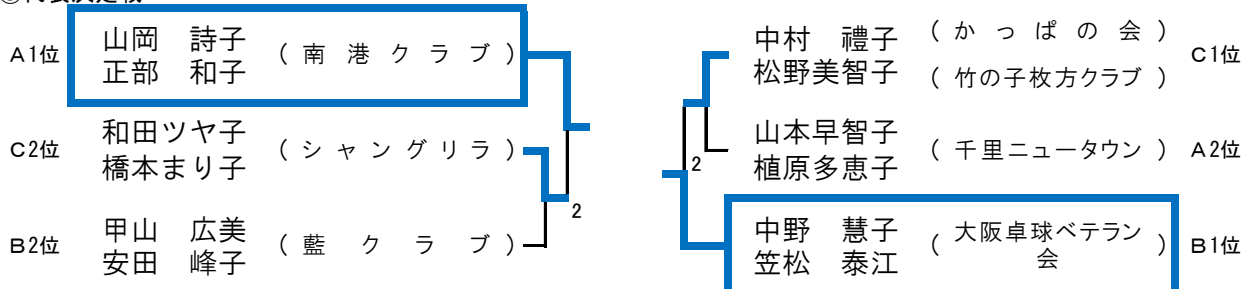 代表決定戦
A1位 山岡 詩子 (南港クラブ)
正部 和子
C2位 和田ツヤ子 (シャングリラ)
橋本まり子
2
B2位 甲山 広美 (藍クラブ)
安田 峰子
中村 禮子 (かっぱの会) C1位
松野美智子 (竹の子枚方クラブ)
2
山本早智子 (千里ニュータウン) A2位
植原多恵子
中野 慧子 (大阪卓球ベテラン会) B1位
笠松 泰江